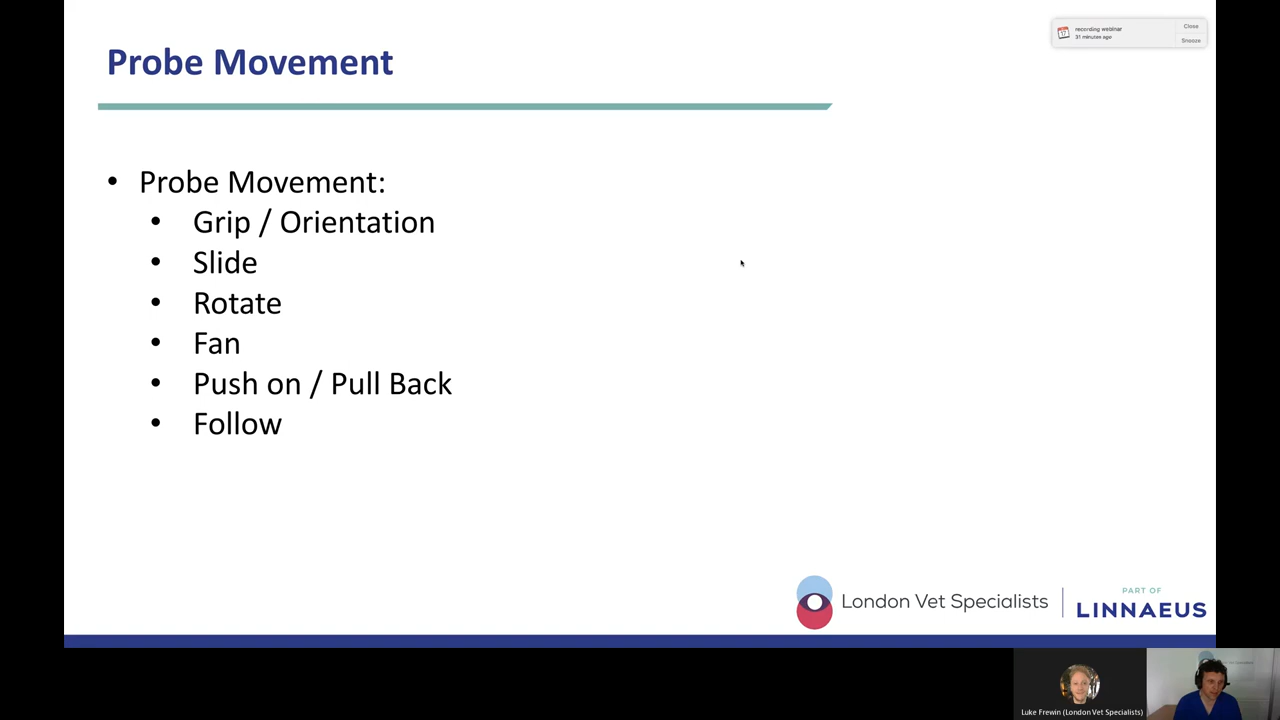 Probe Movement
recording webinar
31 minutes ago
Close
Snooze
• Probe Movement:
• Grip / Orientation
• Slide
• Rotate
• Fan
• Push on / Pull Back
• Follow
London Vet Specialists
PART OF
LINNAEUS
Luke Frewin (London Vet Specialists)